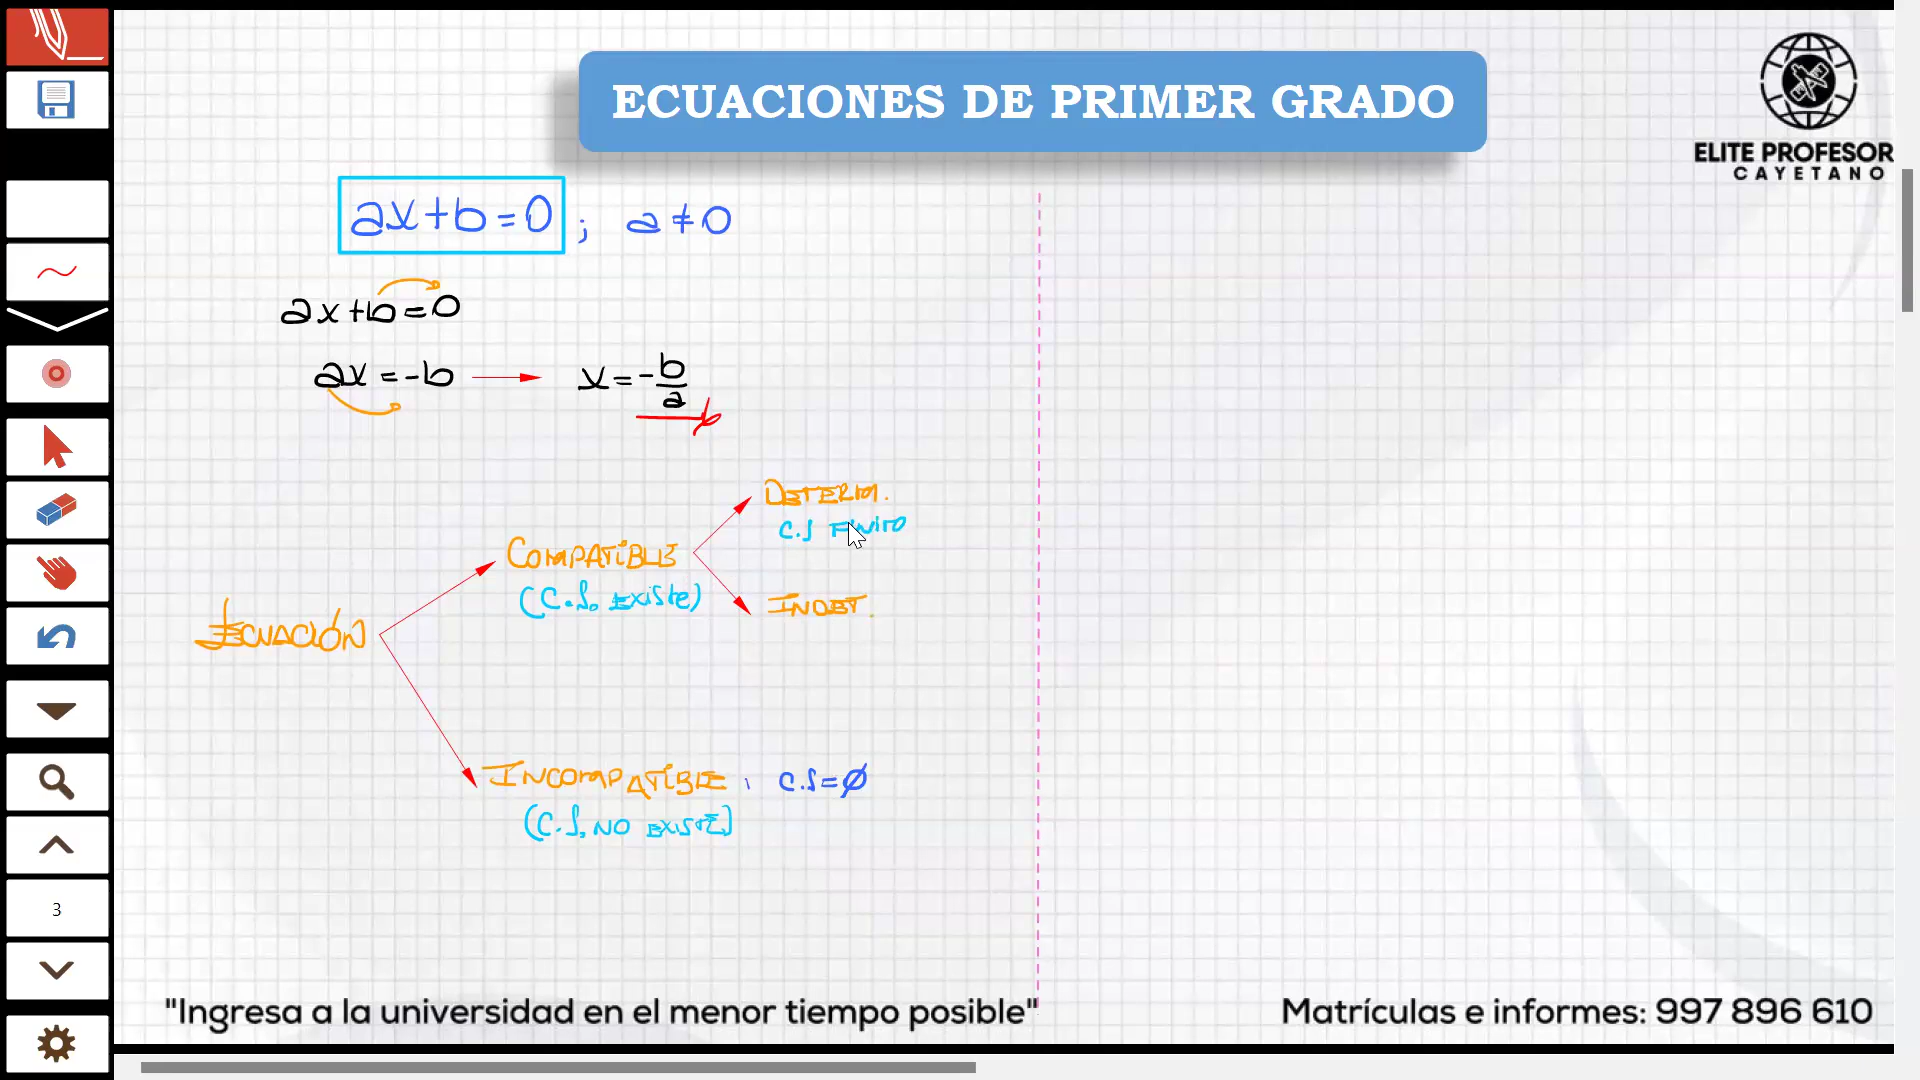 ECUACIONES DE PRIMER GRADO
ELITE PROFESOR
CAYETANO
ax+b=0 ; a≠0
ax+b=0
ax=-b → x=-b/a
DETERM.
C.S FINITO
COMPATIBLE
(C.S. EXISTE)
INDET.
ECUACIÓN
INCOMPATIBLE , C.S=∅
(C.S. NO EXISTE)
3
"Ingresa a la universidad en el menor tiempo posible"
Matrículas e informes: 997 896 610